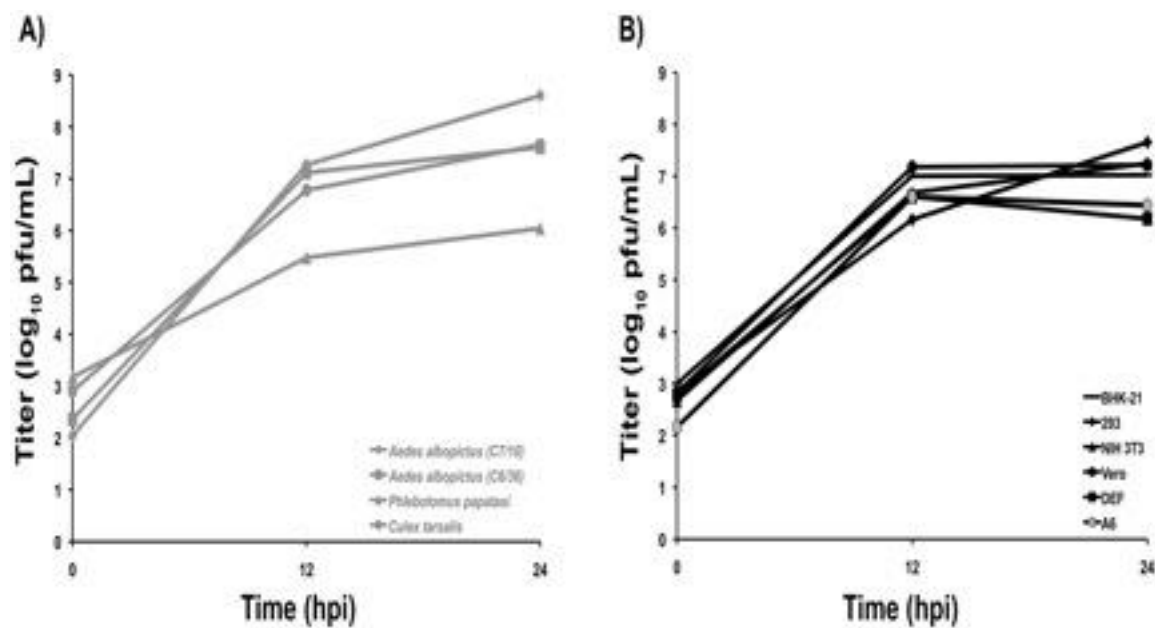 A)
Titer (log10 pfu/mL)
9
8
7
6
5
4
3
2
1
0
0 12 24
Time (hpi)
Aedes albopictus (C7/10)
Aedes albopictus (C6/36)
Phlebotomus papatasi
Culex tarsalis
B)
Titer (log10 pfu/mL)
9
8
7
6
5
4
3
2
1
0
0 12 24
Time (hpi)
BHK-21
293
NIH 3T3
Vero
DEF
A6